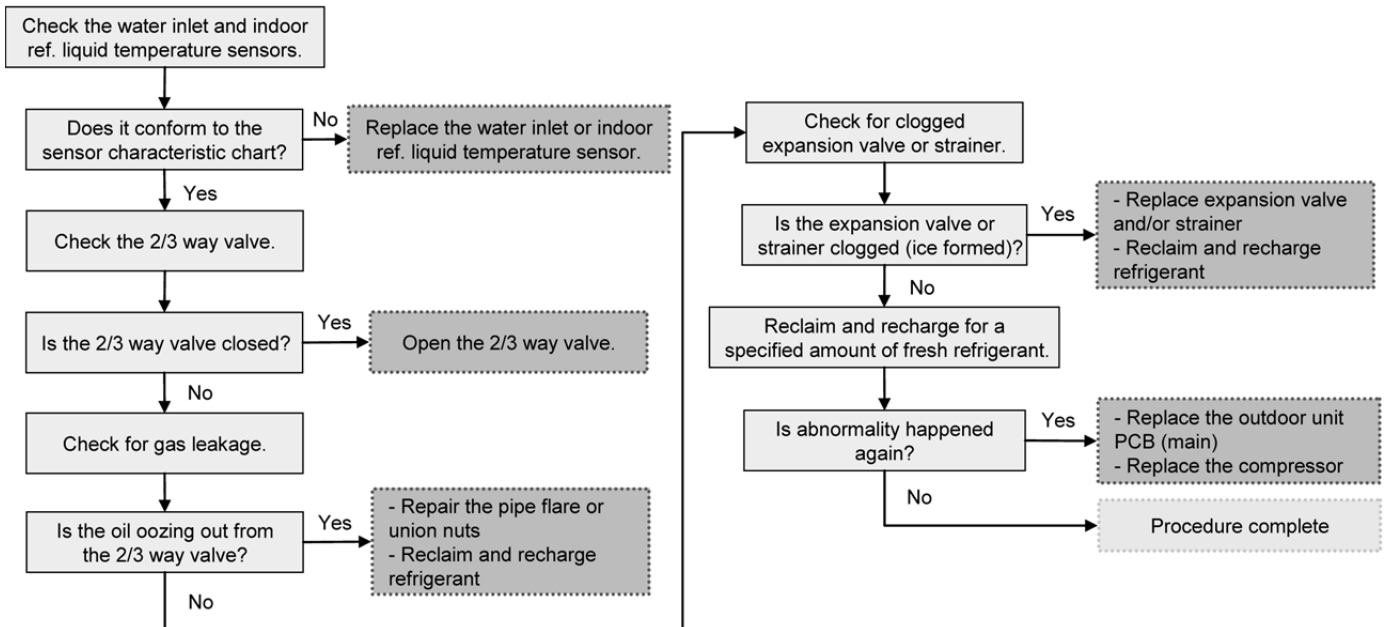 Check the water inlet and indoor
ref. liquid temperature sensors.
Does it conform to the
sensor characteristic chart?
No
Replace the water inlet or indoor
ref. liquid temperature sensor.
Yes
Check the 2/3 way valve.
Is the 2/3 way valve closed?
Yes
Open the 2/3 way valve.
No
Check for gas leakage.
Is the oil oozing out from
the 2/3 way valve?
Yes
- Repair the pipe flare or
union nuts
- Reclaim and recharge
refrigerant
No
Check for clogged
expansion valve or strainer.
Is the expansion valve or
strainer clogged (ice formed)?
Yes
- Replace expansion valve
and/or strainer
- Reclaim and recharge
refrigerant
No
Reclaim and recharge for a
specified amount of fresh refrigerant.
Is abnormality happened
again?
Yes
- Replace the outdoor unit
PCB (main)
- Replace the compressor
No
Procedure complete